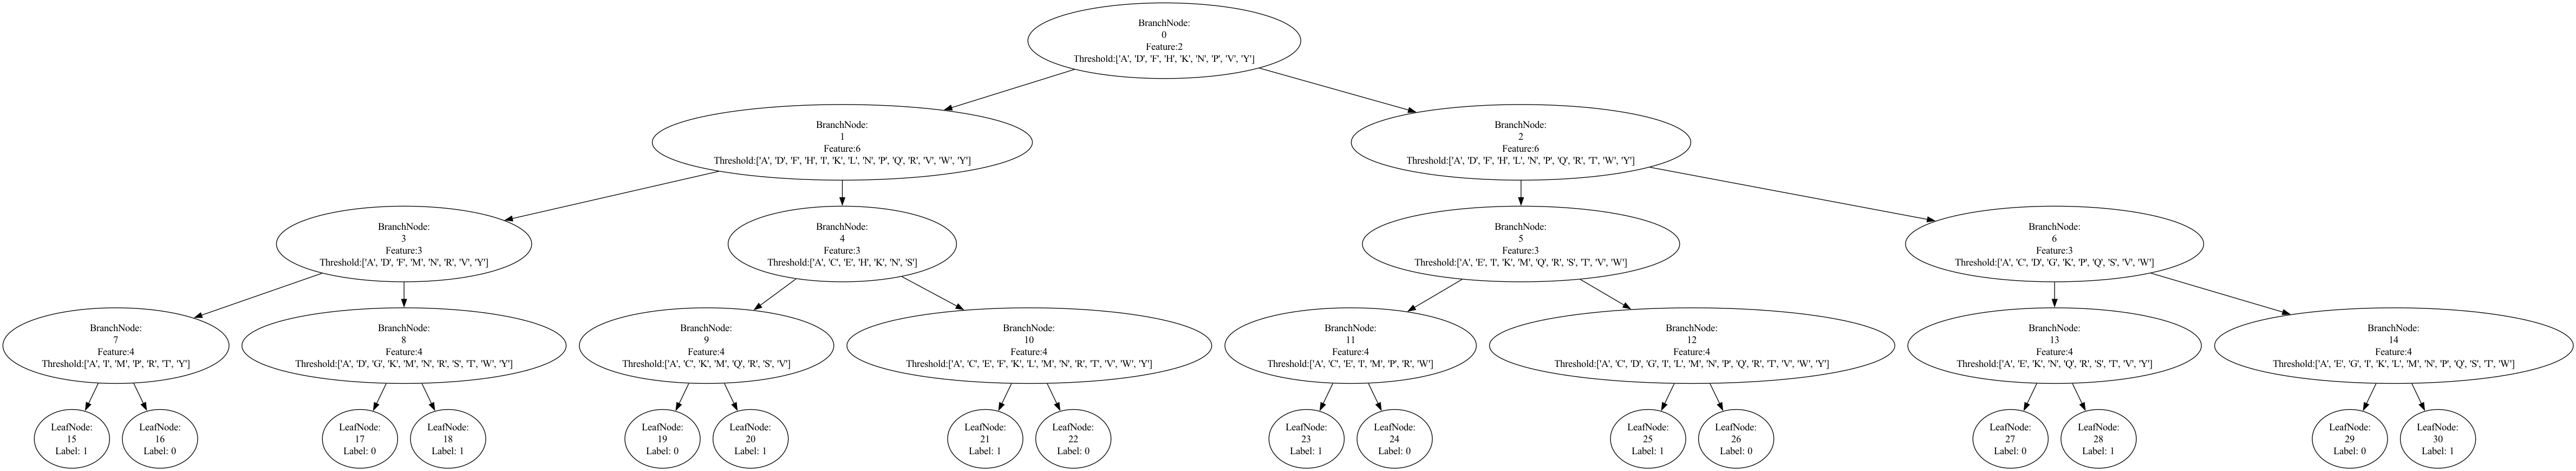 BranchNode:
0
Feature:2
Threshold:['A', 'D', 'F', 'H', 'K', 'N', 'P', 'V', 'Y']
BranchNode:
1
Feature:6
Threshold:['A', 'D', 'F', 'H', 'I', 'K', 'L', 'N', 'P', 'Q', 'R', 'V', 'W', 'Y']
BranchNode:
2
Feature:6
Threshold:['A', 'D', 'F', 'H', 'L', 'N', 'P', 'Q', 'R', 'T', 'W', 'Y']
BranchNode:
3
Feature:3
Threshold:['A', 'D', 'F', 'M', 'N', 'R', 'V', 'Y']
BranchNode:
4
Feature:3
Threshold:['A', 'C', 'E', 'H', 'K', 'N', 'S']
BranchNode:
5
Feature:3
Threshold:['A', 'E', 'I', 'K', 'M', 'Q', 'R', 'S', 'T', 'V', 'W']
BranchNode:
6
Feature:3
Threshold:['A', 'C', 'D', 'G', 'K', 'P', 'Q', 'S', 'V', 'W']
BranchNode:
7
Feature:4
Threshold:['A', 'I', 'M', 'P', 'R', 'T', 'Y']
BranchNode:
8
Feature:4
Threshold:['A', 'D', 'G', 'K', 'M', 'N', 'R', 'S', 'T', 'W', 'Y']
BranchNode:
9
Feature:4
Threshold:['A', 'C', 'K', 'M', 'Q', 'R', 'S', 'V']
BranchNode:
10
Feature:4
Threshold:['A', 'C', 'E', 'F', 'K', 'L', 'M', 'N', 'R', 'T', 'V', 'W', 'Y']
BranchNode:
11
Feature:4
Threshold:['A', 'C', 'E', 'I', 'M', 'P', 'R', 'W']
BranchNode:
12
Feature:4
Threshold:['A', 'C', 'D', 'G', 'I', 'L', 'M', 'N', 'P', 'Q', 'R', 'T', 'V', 'W', 'Y']
BranchNode:
13
Feature:4
Threshold:['A', 'E', 'K', 'N', 'Q', 'R', 'S', 'T', 'V', 'Y']
BranchNode:
14
Feature:4
Threshold:['A', 'E', 'G', 'I', 'K', 'L', 'M', 'N', 'P', 'Q', 'S', 'T', 'W']
LeafNode:
15
Label: 1
LeafNode:
16
Label: 0
LeafNode:
17
Label: 0
LeafNode:
18
Label: 1
LeafNode:
19
Label: 0
LeafNode:
20
Label: 1
LeafNode:
21
Label: 1
LeafNode:
22
Label: 0
LeafNode:
23
Label: 1
LeafNode:
24
Label: 0
LeafNode:
25
Label: 1
LeafNode:
26
Label: 0
LeafNode:
27
Label: 0
LeafNode:
28
Label: 1
LeafNode:
29
Label: 0
LeafNode:
30
Label: 1